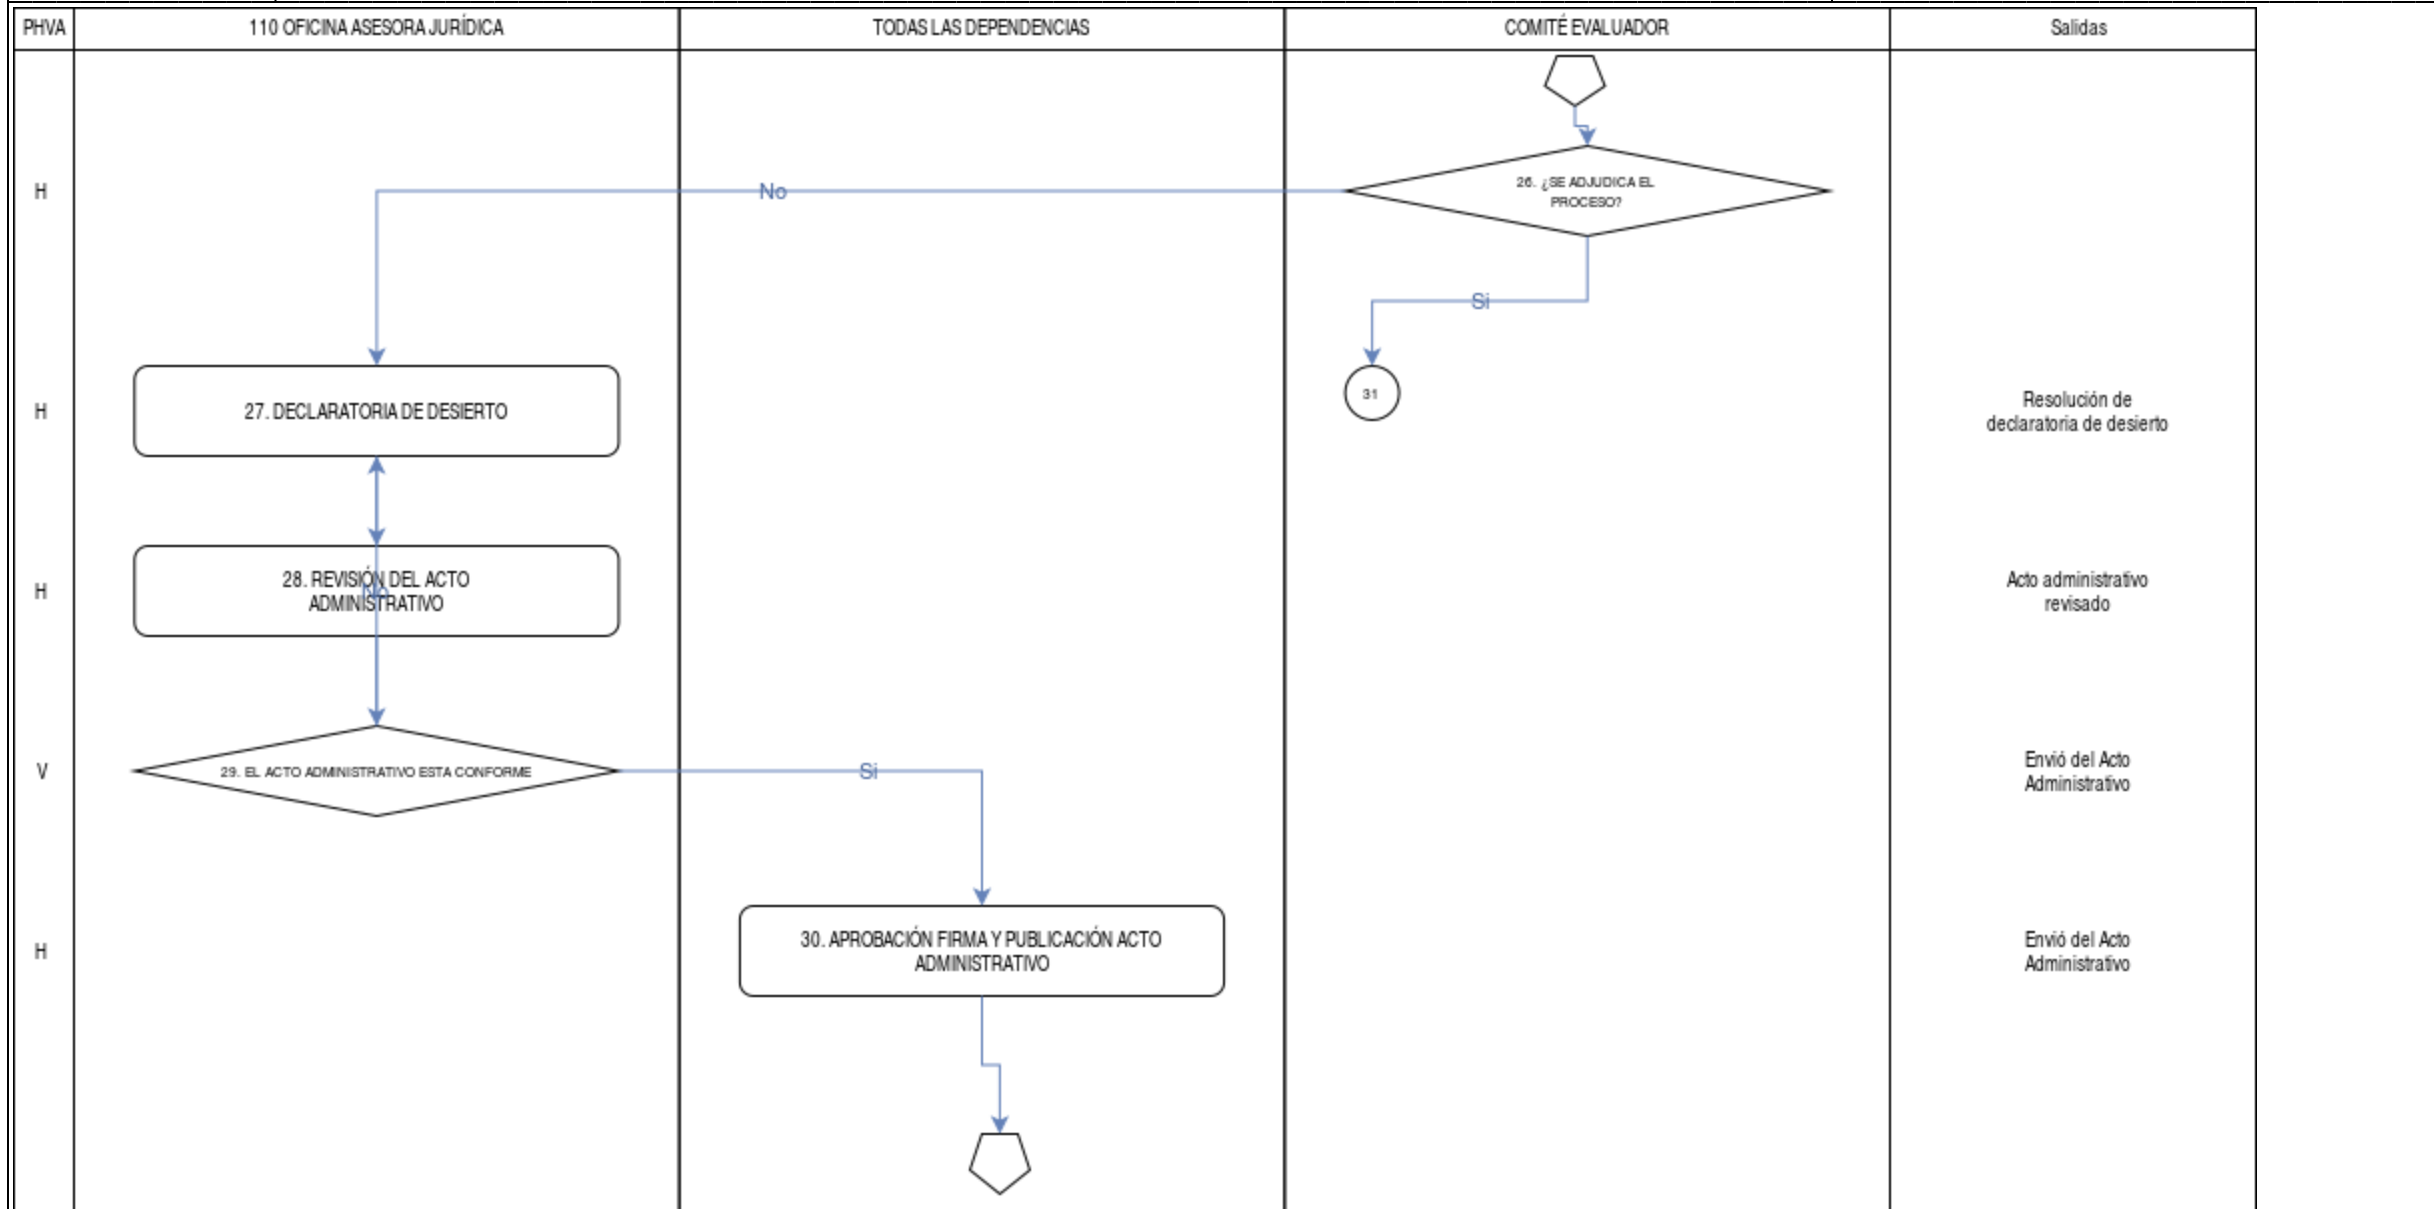 PHVA
110 OFICINA ASESORA JURÍDICA
TODAS LAS DEPENDENCIAS
COMITÉ EVALUADOR
Salidas
H
No
26. ¿SE ADJUDICA EL
PROCESO?
Si
H
27. DECLARATORIA DE DESIERTO
31
Resolución de
declaratoria de desierto
H
28. REVISIÓN DEL ACTO
ADMINISTRATIVO
No
Acto administrativo
revisado
V
29. EL ACTO ADMINISTRATIVO ESTA CONFORME
Si
Envió del Acto
Administrativo
H
30. APROBACIÓN FIRMA Y PUBLICACIÓN ACTO
ADMINISTRATIVO
Envió del Acto
Administrativo